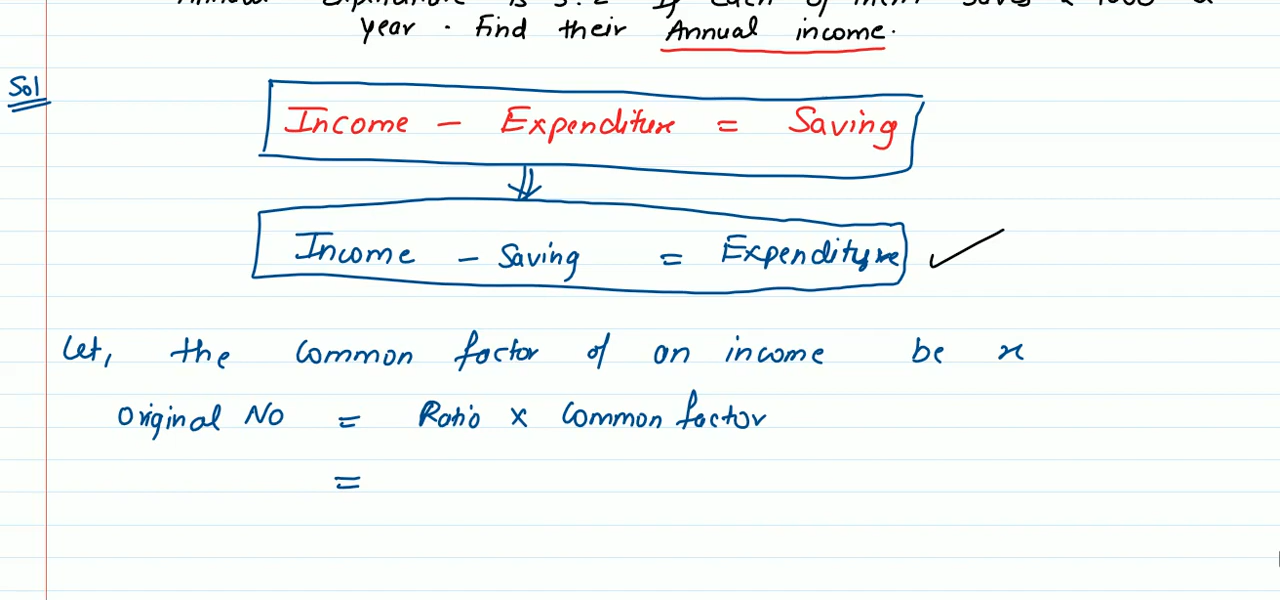 year. Find their Annual income.
Sol
Income - Expenditure = Saving
Income - Saving = Expenditure
Let, the common factor of an income be x
Original NO = Ratio × Common factor
=